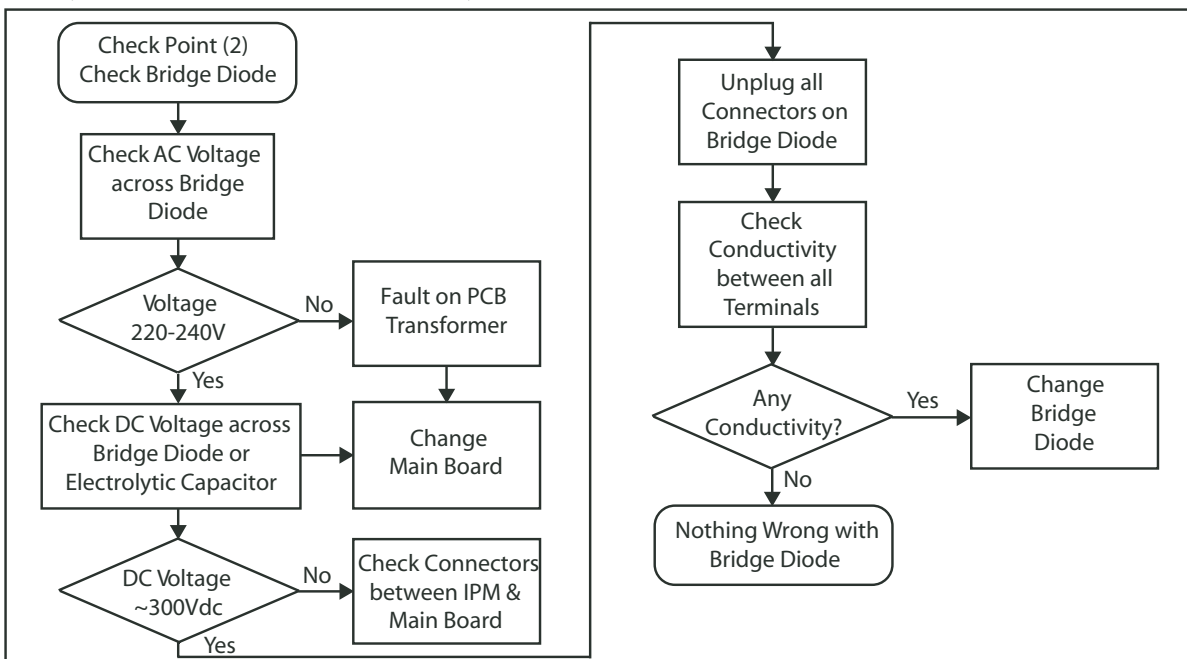 Check Point (2)
Check Bridge Diode
Check AC Voltage
across Bridge
Diode
Voltage
220-240V
No
Fault on PCB
Transformer
Yes
Check DC Voltage across
Bridge Diode or
Electrolytic Capacitor
Change
Main Board
DC Voltage
~300Vdc
No
Check Connectors
between IPM &
Main Board
Yes
Unplug all
Connectors on
Bridge Diode
Check
Conductivity
between all
Terminals
Any
Conductivity?
Yes
Change
Bridge
Diode
No
Nothing Wrong with
Bridge Diode